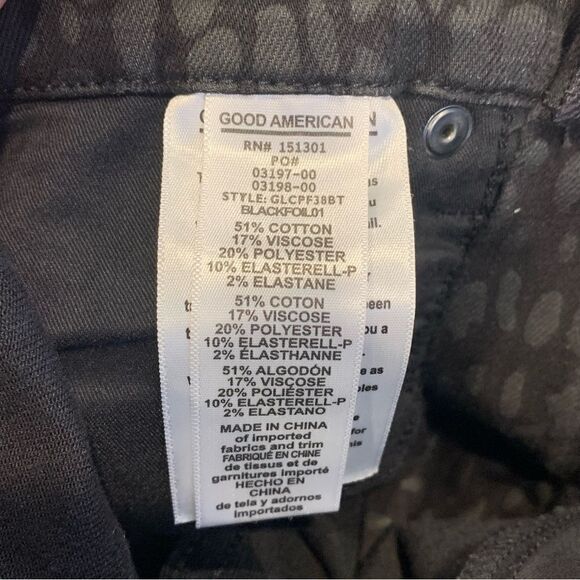 GOOD AMERICAN
RN# 151301
PO#
03197-00
03198-00
STYLE: GLCPF38BT
BLACKFOIL01
51% COTTON
17% VISCOSE
20% POLYESTER
10% ELASTERELL-P
2% ELASTANE
51% COTON
17% VISCOSE
20% POLYESTER
10% ELASTERELL-P
2% ÉLASTHANNE
51% ALGODÓN
17% VISCOSE
20% POLIÉSTER
10% ELASTERELL-P
2% ELASTANO
MADE IN CHINA
of imported
fabrics and trim
FABRIQUÉ EN CHINE
de tissus et de
garnitures importé
HECHO EN
CHINA
de tela y adornos
importados